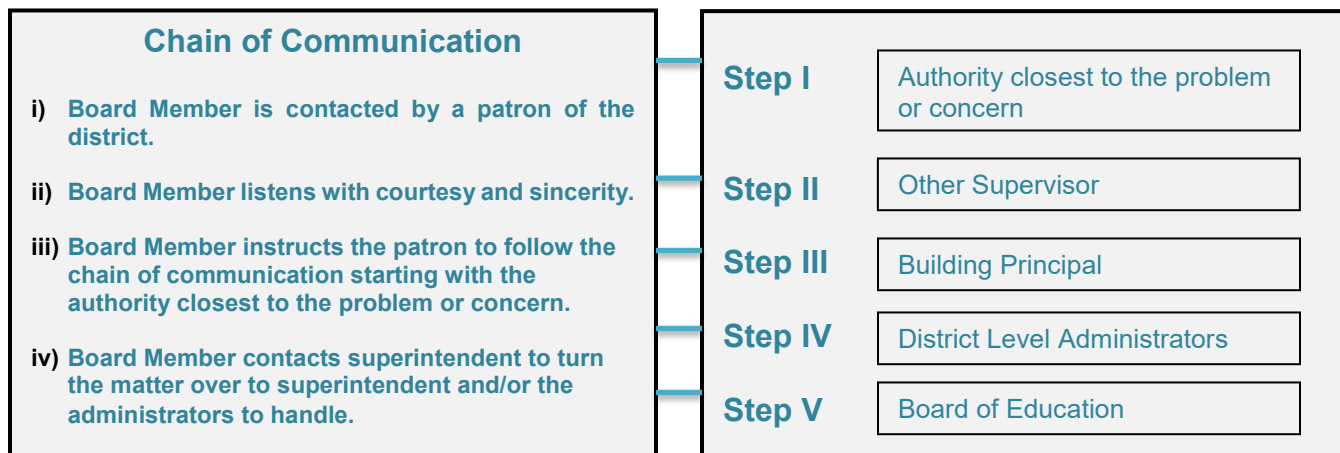 Chain of Communication
i) Board Member is contacted by a patron of the
district.
ii) Board Member listens with courtesy and sincerity.
iii) Board Member instructs the patron to follow the
chain of communication starting with the
authority closest to the problem or concern.
iv) Board Member contacts superintendent to turn
the matter over to superintendent and/or the
administrators to handle.
Step I
Authority closest to the problem
or concern
Step II
Other Supervisor
Step III
Building Principal
Step IV
District Level Administrators
Step V
Board of Education